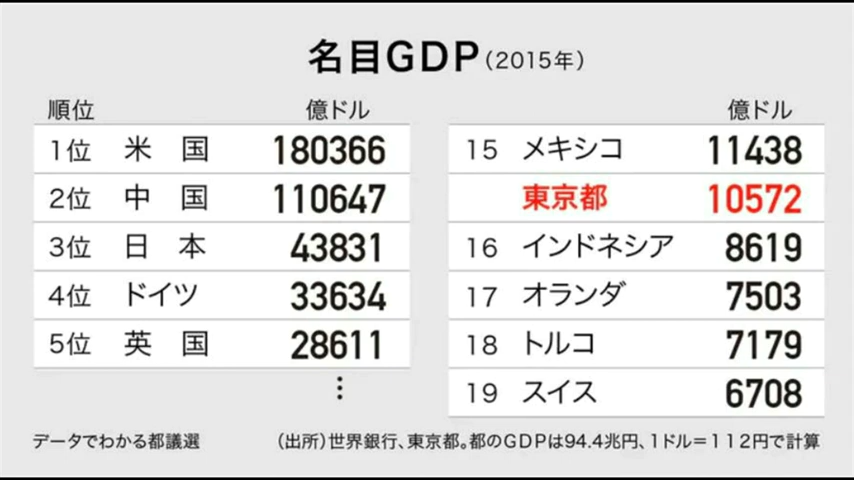 名目GDP（2015年）
順位 億ドル
1位 米国 180366
2位 中国 110647
3位 日本 43831
4位 ドイツ 33634
5位 英国 28611
⋮
億ドル
15 メキシコ 11438
東京都 10572
16 インドネシア 8619
17 オランダ 7503
18 トルコ 7179
19 スイス 6708
データでわかる都議選
（出所）世界銀行、東京都。都のGDPは94.4兆円、1ドル＝112円で計算